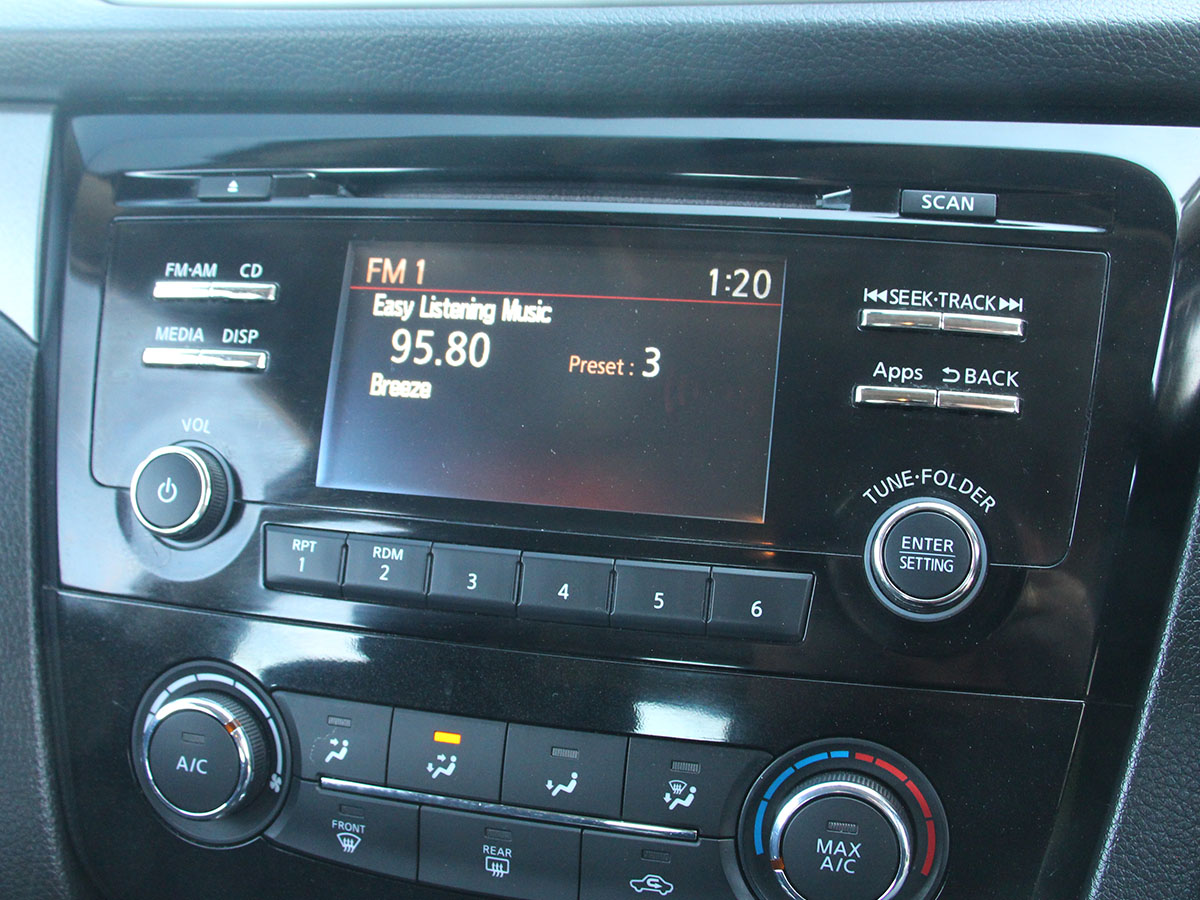 SCAN
FM·AM CD
MEDIA DISP
VOL
FM 1 1:20
Easy Listening Music
95.80
Preset : 3
Breeze
SEEK·TRACK
Apps BACK
TUNE·FOLDER
ENTER
SETTING
RPT
1
RDM
2
3
4
5
6
A/C
FRONT
REAR
MAX
A/C